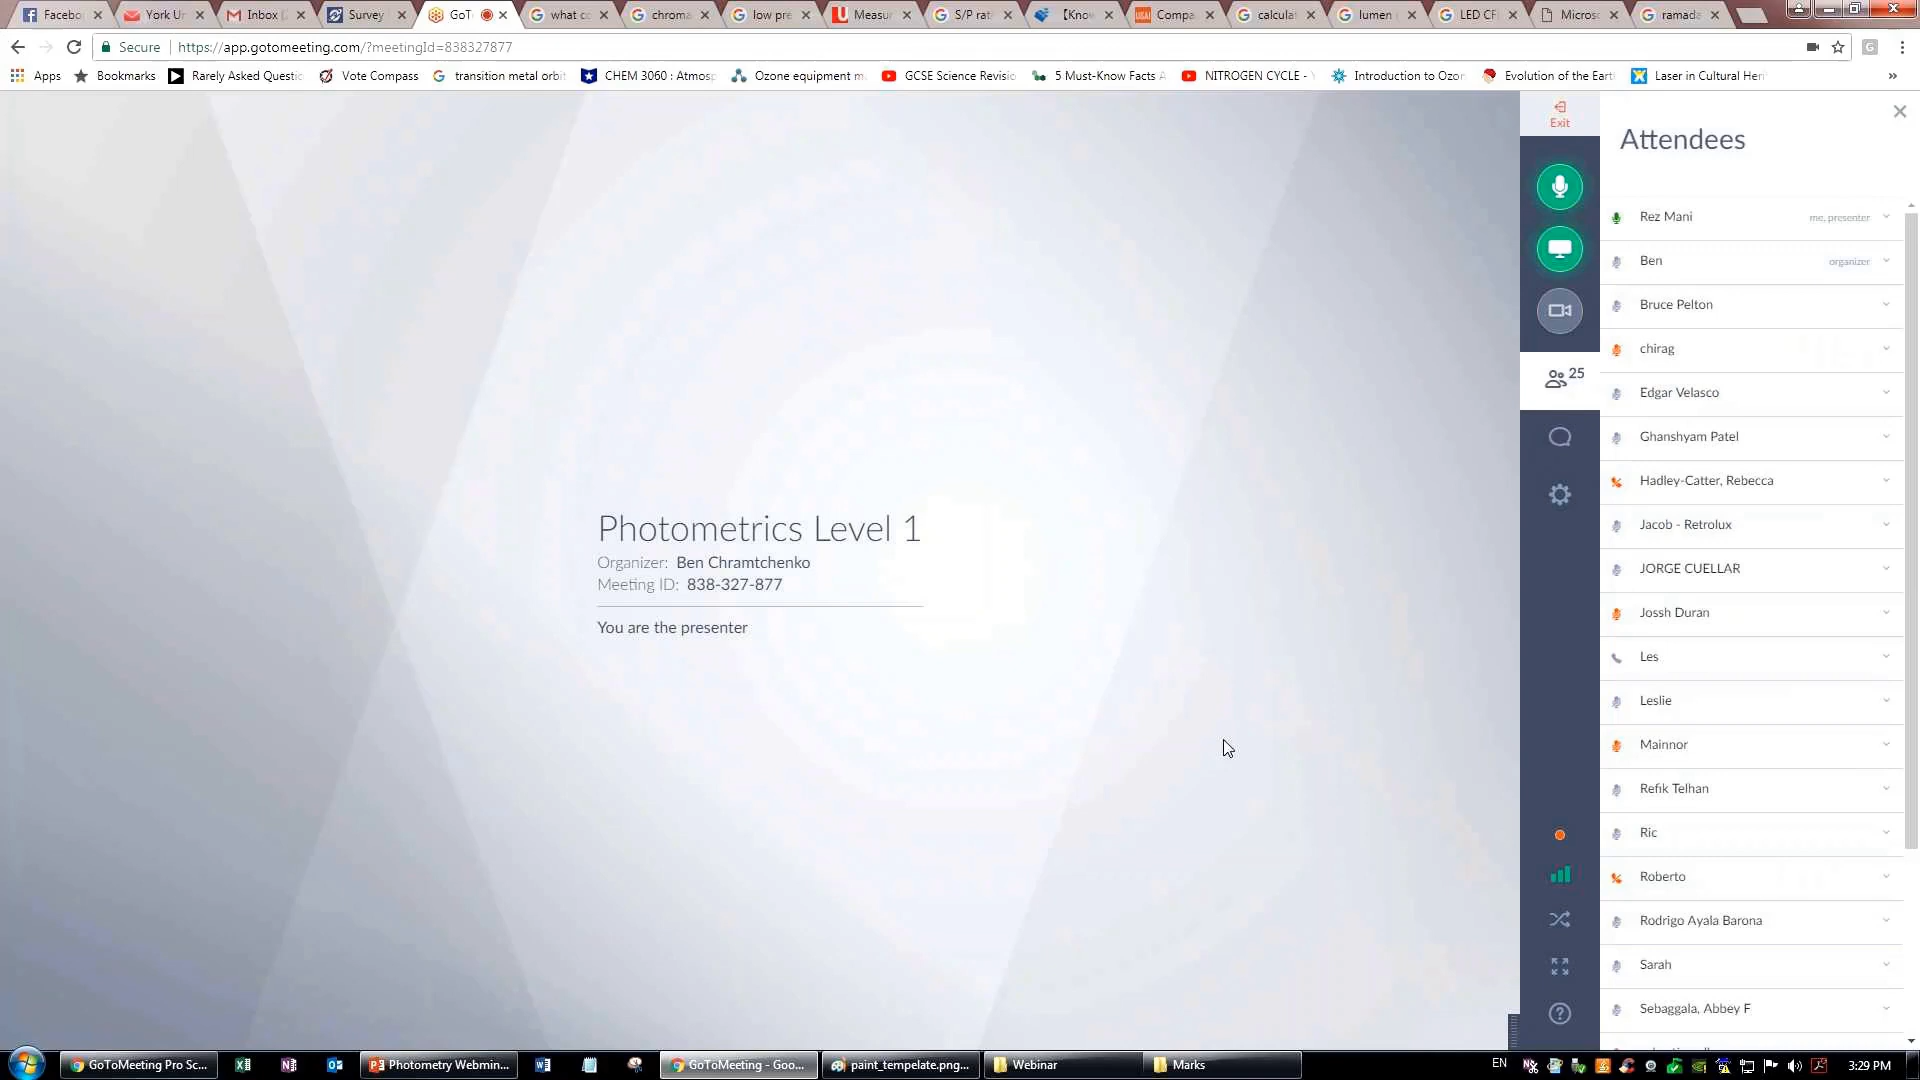 Facebo
York Un
Inbox (
Survey
GoTo
what co
chroma
low pre
Measur
S/P rat
【Know
Compa
calculat
lumen
LED CF
Micros
ramada
Secure
https://app.gotomeeting.com/?meetingId=838327877
Apps
Bookmarks
Rarely Asked Questio
Vote Compass
transition metal orbit
CHEM 3060 : Atmosp
Ozone equipment m
GCSE Science Revisio
5 Must-Know Facts A
NITROGEN CYCLE -
Introduction to Ozon
Evolution of the Eart
Laser in Cultural Heri
Exit
25
Photometrics Level 1
Organizer: Ben Chramtchenko
Meeting ID: 838-327-877
You are the presenter
Attendees
Rez Mani
me, presenter
Ben
organizer
Bruce Pelton
chirag
Edgar Velasco
Ghanshyam Patel
Hadley-Catter, Rebecca
Jacob - Retrolux
JORGE CUELLAR
Jossh Duran
Les
Leslie
Mainnor
Refik Telhan
Ric
Roberto
Rodrigo Ayala Barona
Sarah
Sebaggala, Abbey F
GoToMeeting Pro Sc...
Photometry Webmin...
GoToMeeting - Goo...
paint_tempelate.png...
Webinar
Marks
EN
3:29 PM